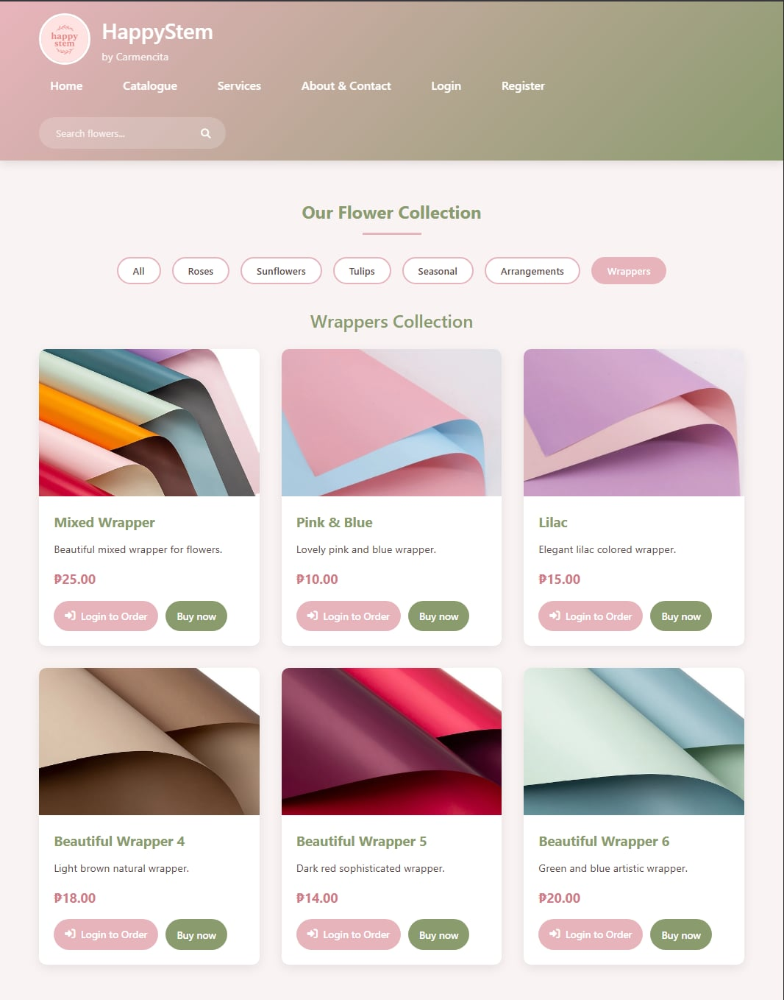 happy
stem
HappyStem
by Carmencita
Home Catalogue Services About & Contact Login Register
Search flowers...
Our Flower Collection
All Roses Sunflowers Tulips Seasonal Arrangements Wrappers
Wrappers Collection
Mixed Wrapper
Beautiful mixed wrapper for flowers.
₱25.00
Login to Order Buy now
Pink & Blue
Lovely pink and blue wrapper.
₱10.00
Login to Order Buy now
Lilac
Elegant lilac colored wrapper.
₱15.00
Login to Order Buy now
Beautiful Wrapper 4
Light brown natural wrapper.
₱18.00
Login to Order Buy now
Beautiful Wrapper 5
Dark red sophisticated wrapper.
₱14.00
Login to Order Buy now
Beautiful Wrapper 6
Green and blue artistic wrapper.
₱20.00
Login to Order Buy now